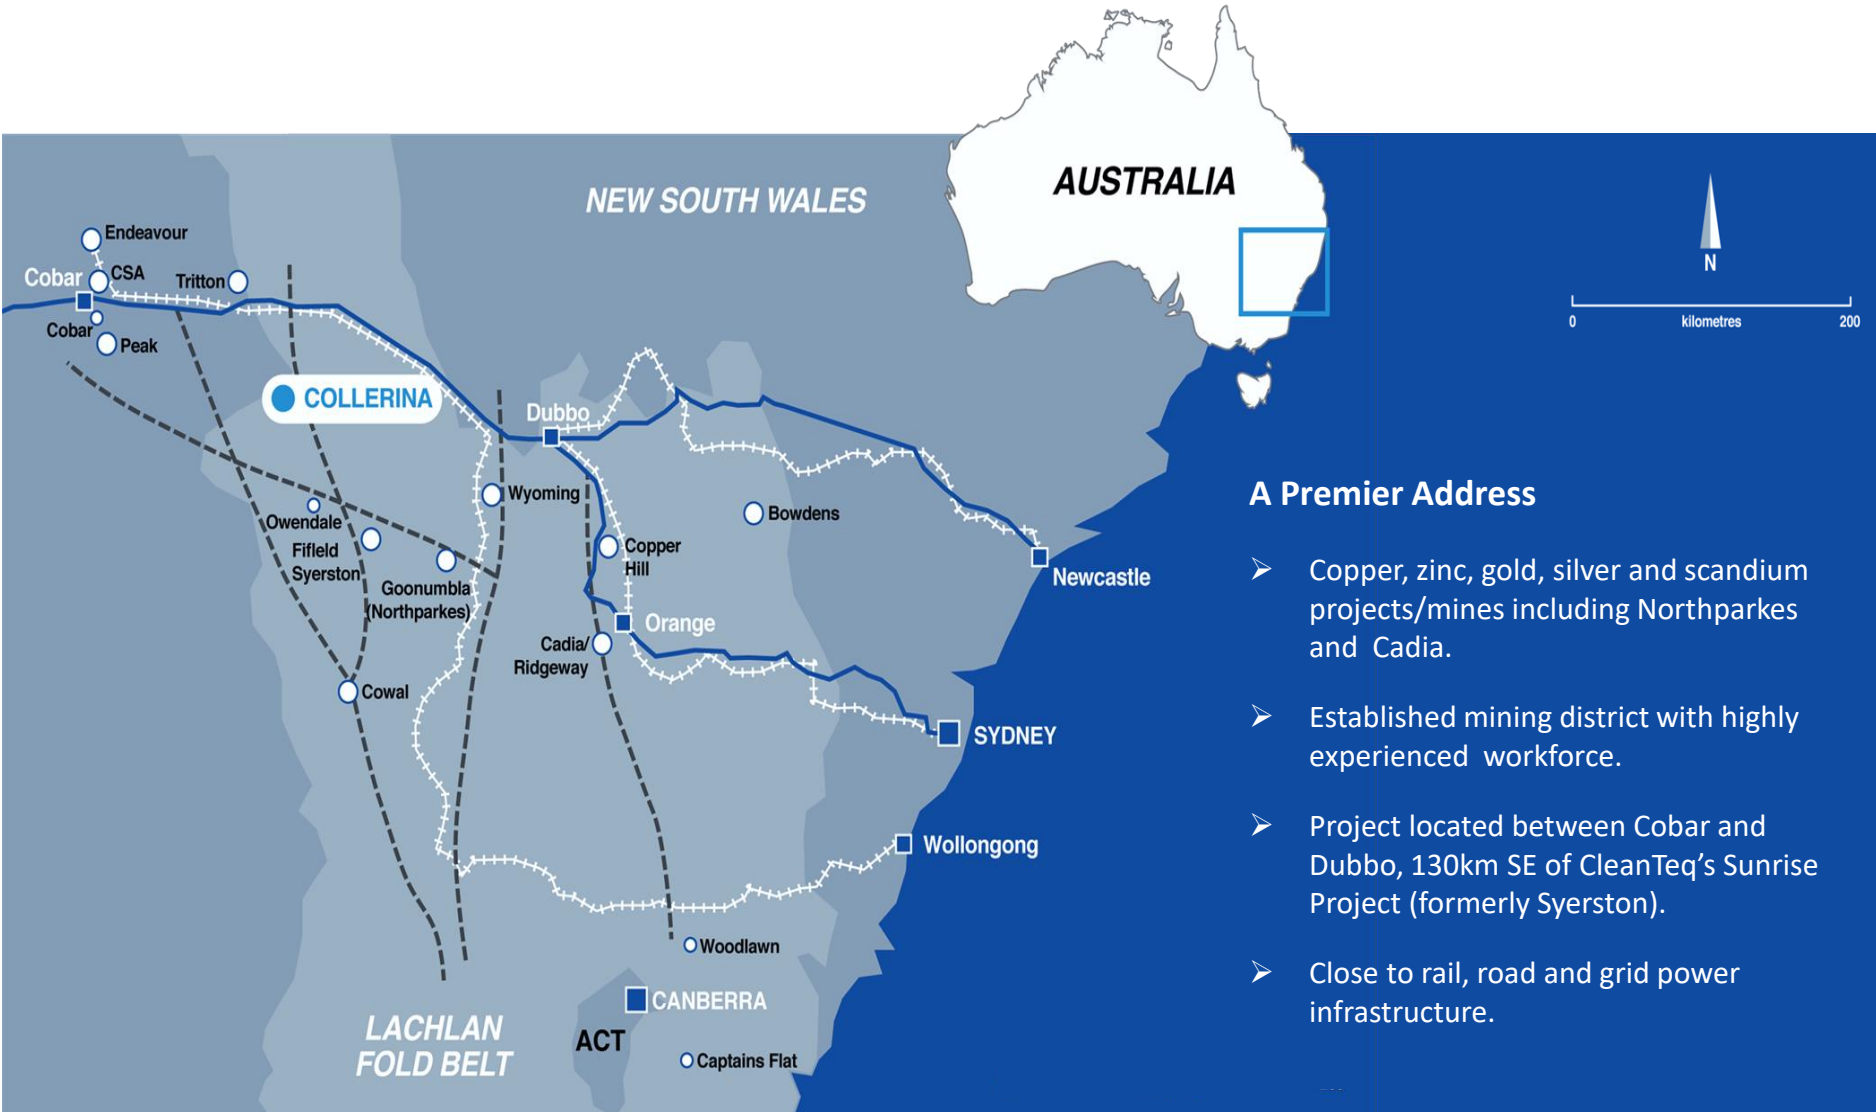 AUSTRALIA
NEW SOUTH WALES
N
0 kilometres 200
Endeavour
Cobar
CSA
Tritton
Cobar
Peak
COLLERINA
Dubbo
Wyoming
Bowdens
Owendale
Fifield
Syerston
Goonumbla
(Northparkes)
Copper
Hill
Newcastle
Orange
Cadia/
Ridgeway
Cowal
SYDNEY
Wollongong
Woodlawn
CANBERRA
ACT
Captains Flat
LACHLAN
FOLD BELT
A Premier Address
➢ Copper, zinc, gold, silver and scandium
projects/mines including Northparkes
and Cadia.
➢ Established mining district with highly
experienced workforce.
➢ Project located between Cobar and
Dubbo, 130km SE of CleanTeq’s Sunrise
Project (formerly Syerston).
➢ Close to rail, road and grid power
infrastructure.